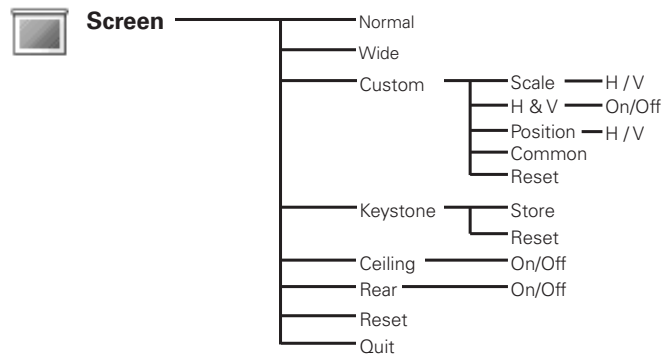 Screen Normal
Wide
Custom Scale H / V
H & V On/Off
Position H / V
Common
Reset
Keystone Store
Reset
Ceiling On/Off
Rear On/Off
Reset
Quit